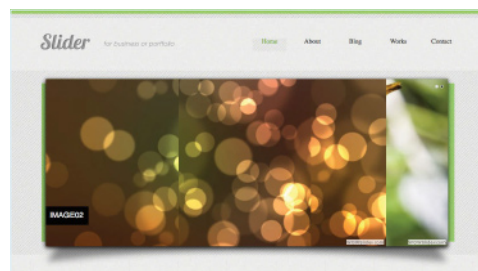 Slider
for business or portfolio
Home
About
Blog
Works
Contact
IMAGE02